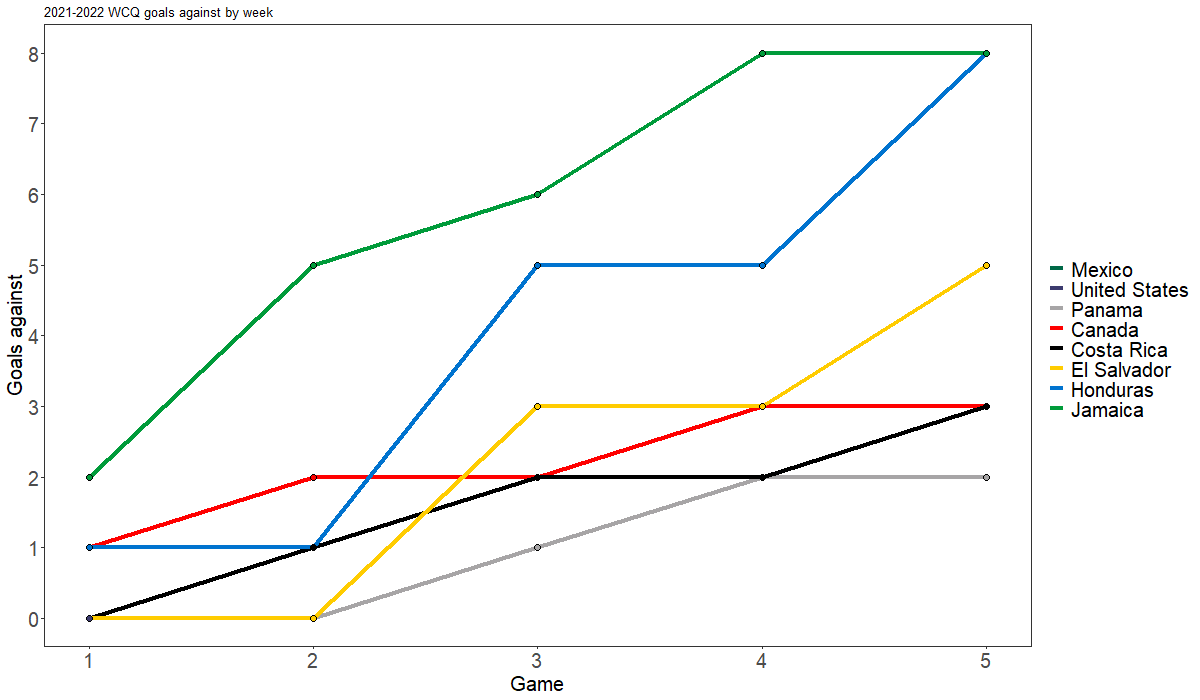 2021-2022 WCQ goals against by week
Goals against
8
7
6
5
4
3
2
1
0
1 2 3 4 5
Game
Mexico
United States
Panama
Canada
Costa Rica
El Salvador
Honduras
Jamaica